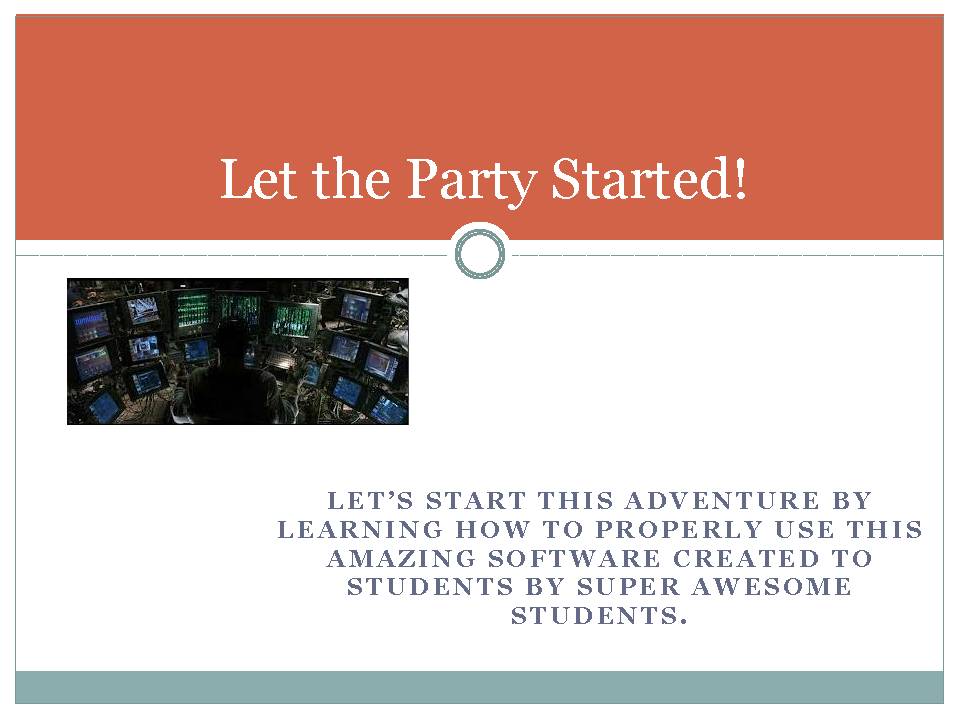 Let the Party Started!
LET’S START THIS ADVENTURE BY
LEARNING HOW TO PROPERLY USE THIS
AMAZING SOFTWARE CREATED TO
STUDENTS BY SUPER AWESOME
STUDENTS.